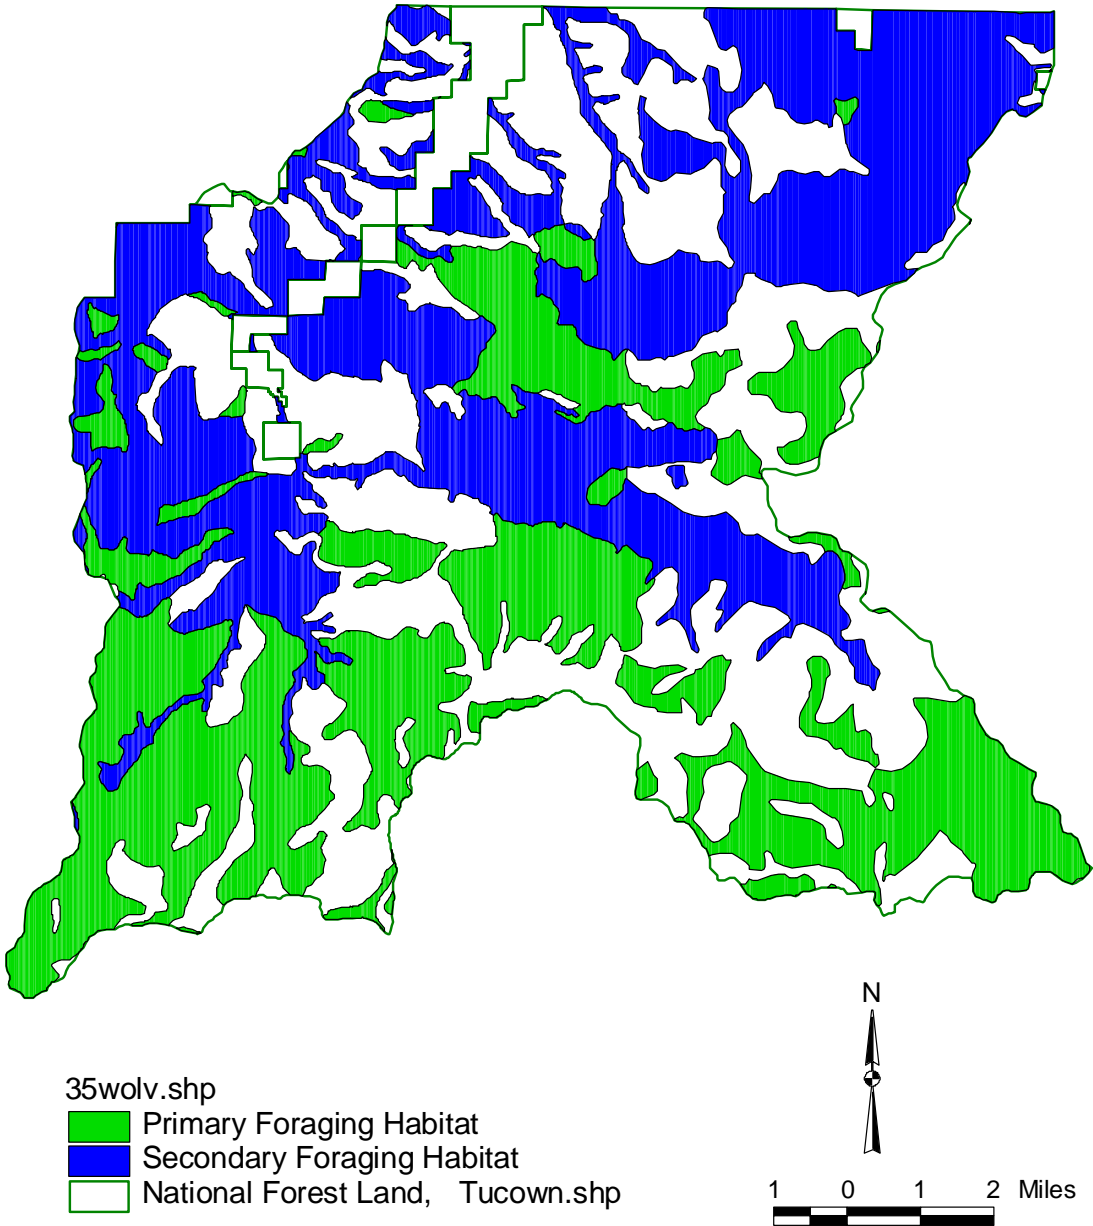 N
35wolv.shp
Primary Foraging Habitat
Secondary Foraging Habitat
National Forest Land, Tucown.shp
1 0 1 2 Miles